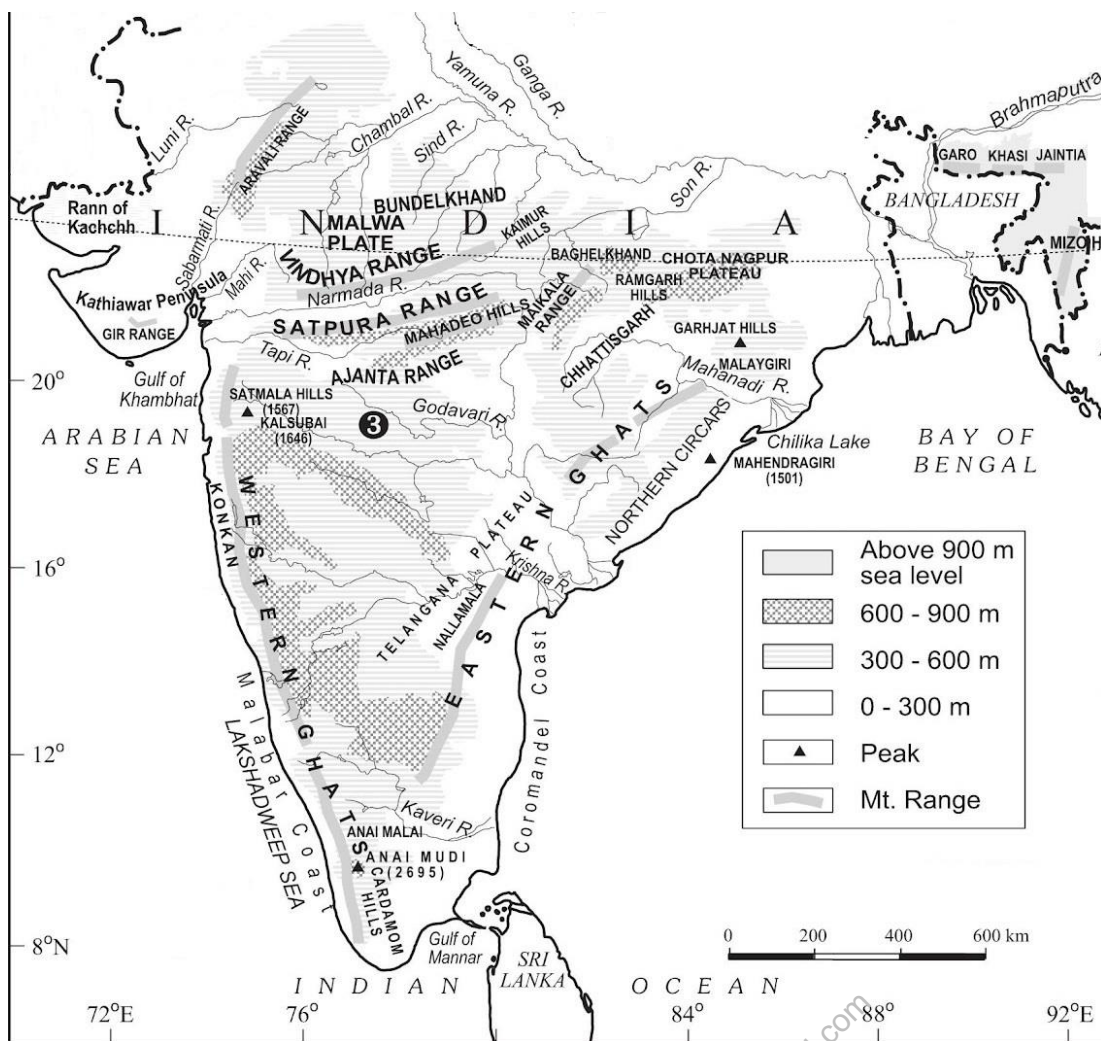 Yamuna R.
Ganga R.
Brahmaputra
Luni R.
ARAVALI RANGE
Chambal R.
Sind R.
Son R.
GARO KHASI JAINTIA
BANGLADESH
Rann of
Kachchh
I N D I A
BUNDELKHAND
MALWA
PLATE
KAIMUR
HILLS
MIZO H
Sabarmati R.
Mahi R.
VINDHYA RANGE
BAGHELKHAND
CHOTA NAGPUR
PLATEAU
Kathiawar Penyisula
GIR RANGE
Narmada R.
MAIKALA
RANGE
RAMGARH
HILLS
SATPURA RANGE
MAHADEO HILLS
CHHATTISGARH
GARHJAT HILLS
MALAYGIRI
Tapi R.
AJANTA RANGE
Mahanadi R.
20°
Gulf of
Khambhat
SATMALA HILLS
(1567)
KALSUBAI
(1646)
3
Godavari R.
ARABIAN
SEA
Chilika Lake
BAY OF
BENGAL
MAHENDRAGIRI
(1501)
NORTHERN CIRCARS
EASTERN GHATS
WESTERN GHATS
KONKAN
TELANGANA PLATEAU
Krishna R.
NALLAMALA
16°
Above 900 m
sea level
600 - 900 m
300 - 600 m
0 - 300 m
Peak
Mt. Range
Coromandel Coast
Malabar Coast
LAKSHADWEEP SEA
12°
Kaveri R.
ANAI MALAI
ANAI MUDI
(2695)
CARDAMOM
HILLS
8°N
Gulf of
Mannar
SRI
LANKA
0 200 400 600 km
INDIAN OCEAN
72°E 76°E 84°E 88°E 92°E